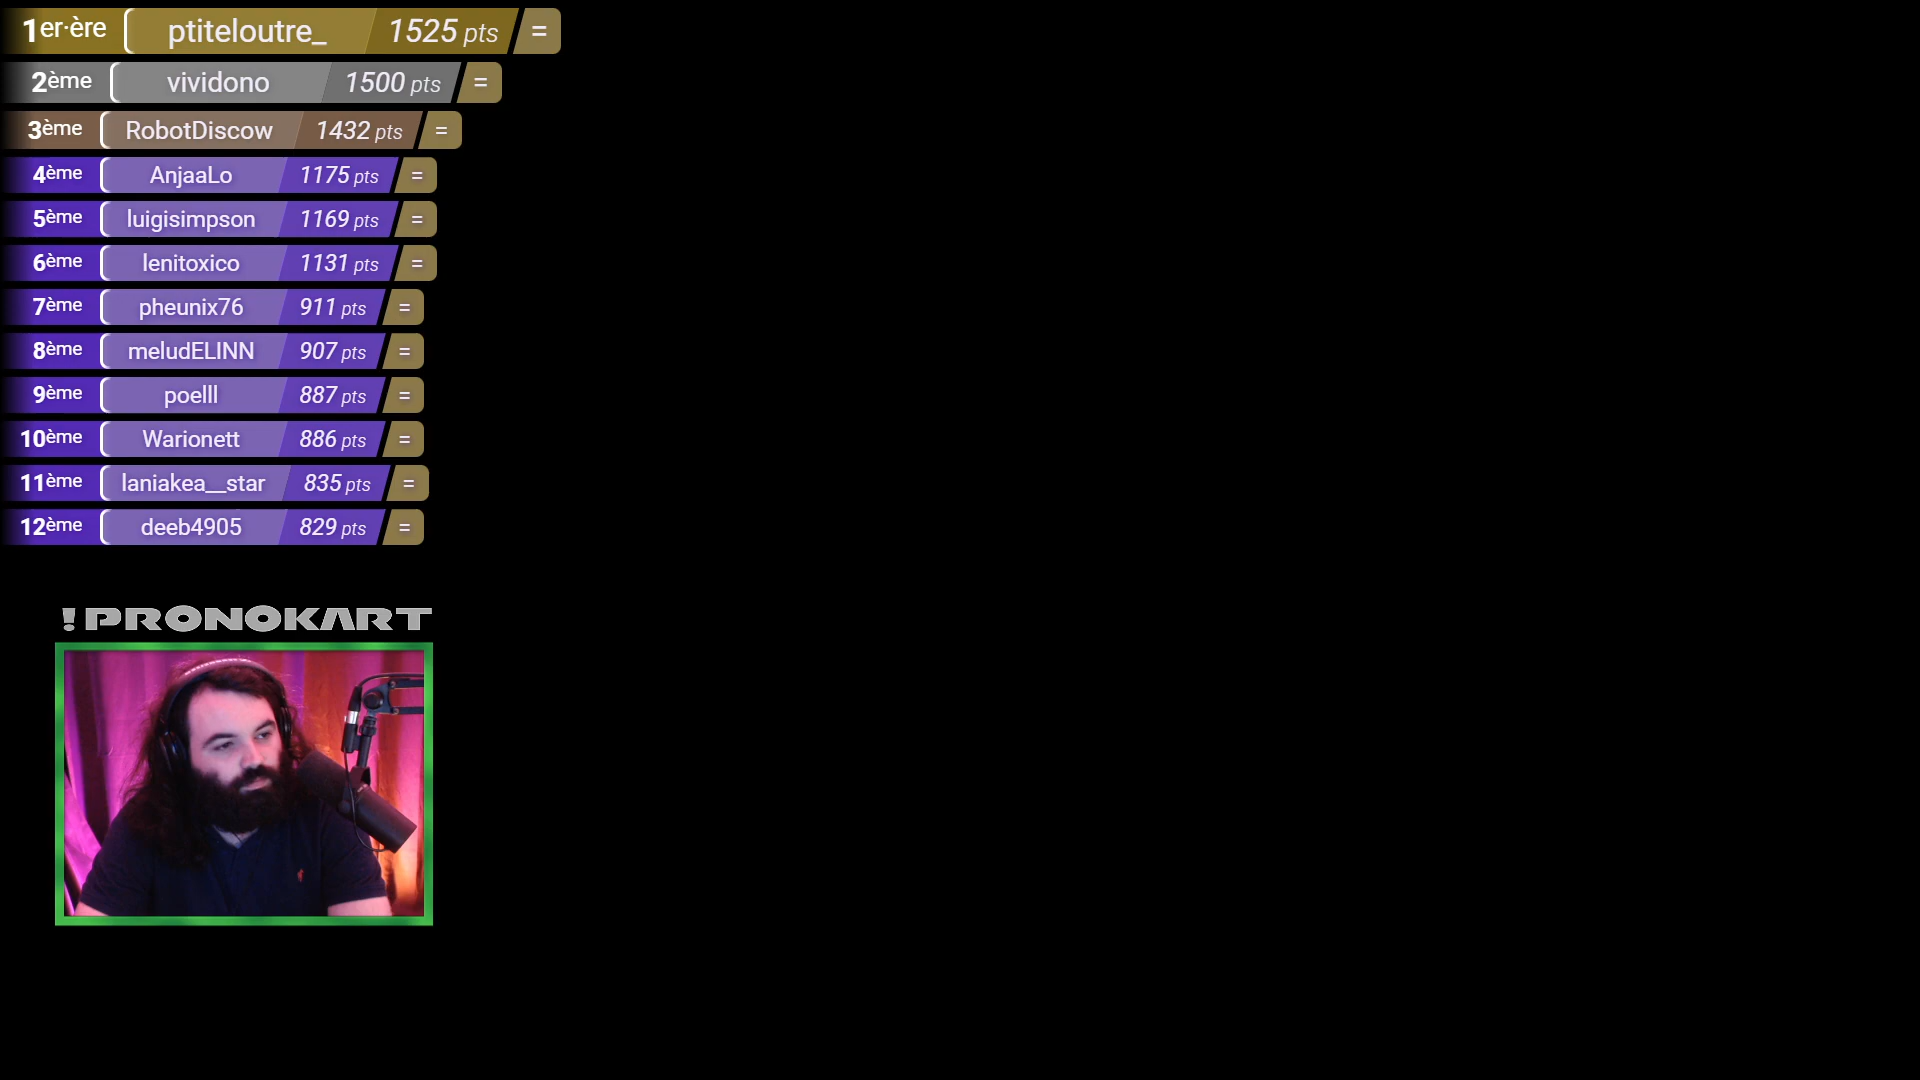 1er·ère ptiteloutre_ 1525 pts =
2ème vividono 1500 pts =
3ème RobotDiscow 1432 pts =
4ème AnjaaLo 1175 pts =
5ème luigisimpson 1169 pts =
6ème lenitoxico 1131 pts =
7ème pheunix76 911 pts =
8ème meludELINN 907 pts =
9ème poelll 887 pts =
10ème Warionett 886 pts =
11ème laniakea__star 835 pts =
12ème deeb4905 829 pts =
!PRONOKART